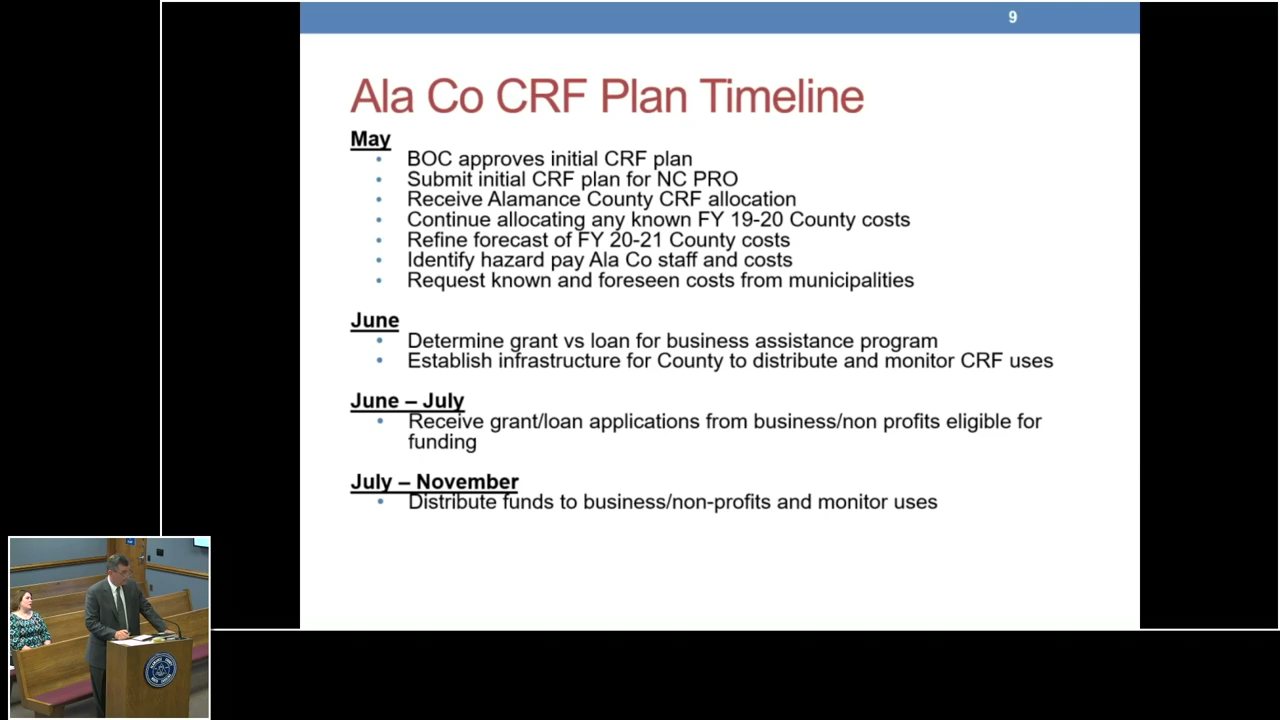 9
Ala Co CRF Plan Timeline
May
• BOC approves initial CRF plan
• Submit initial CRF plan for NC PRO
• Receive Alamance County CRF allocation
• Continue allocating any known FY 19-20 County costs
• Refine forecast of FY 20-21 County costs
• Identify hazard pay Ala Co staff and costs
• Request known and foreseen costs from municipalities
June
• Determine grant vs loan for business assistance program
• Establish infrastructure for County to distribute and monitor CRF uses
June – July
• Receive grant/loan applications from business/non profits eligible for
funding
July – November
• Distribute funds to business/non-profits and monitor uses